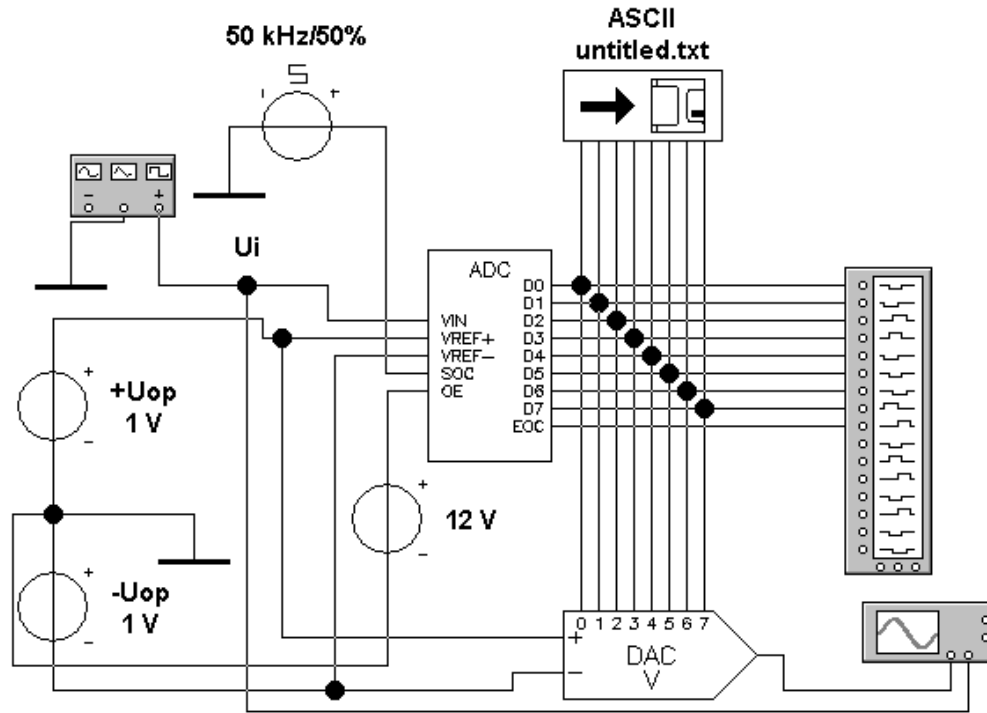 ASCII
untitled.txt
50 kHz/50%
Ui
ADC
VIN
VREF+
VREF-
SOC
OE
D0
D1
D2
D3
D4
D5
D6
D7
EOC
+Uop
1 V
12 V
-Uop
1 V
0 1 2 3 4 5 6 7
DAC
V